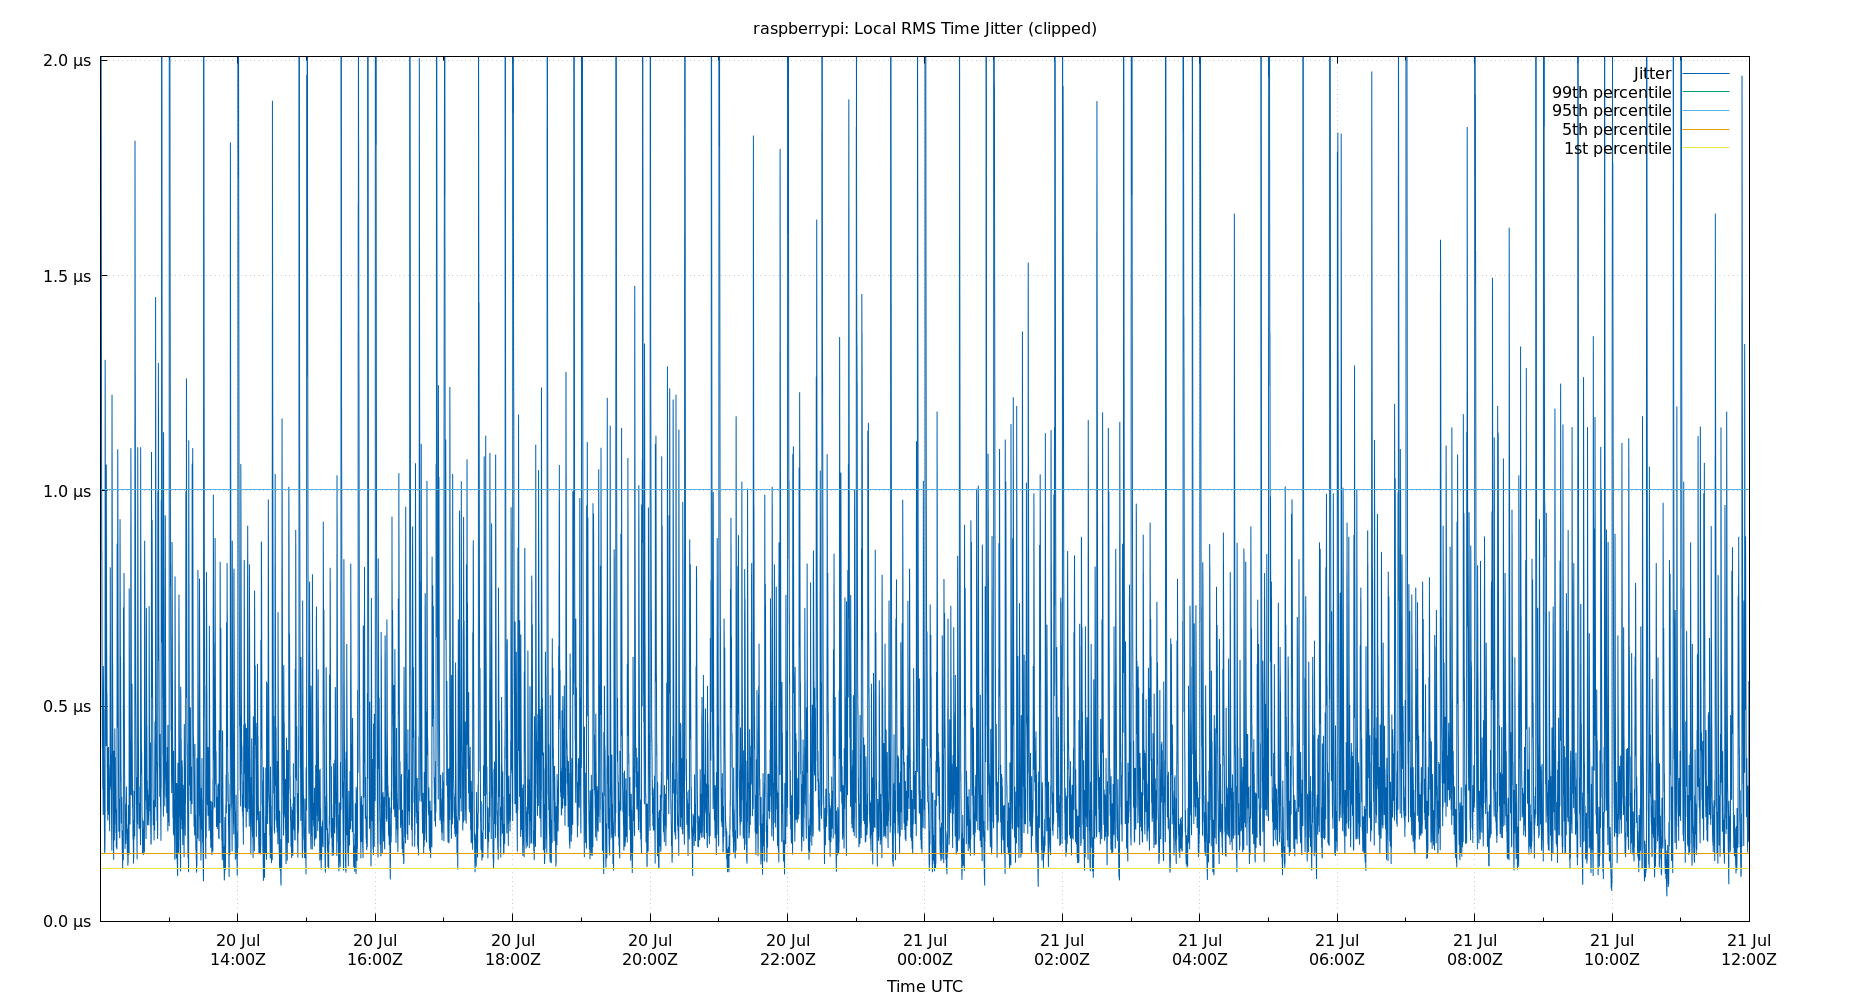 raspberrypi: Local RMS Time Jitter (clipped)
2.0 µs
1.5 µs
1.0 µs
0.5 µs
0.0 µs
Jitter
99th percentile
95th percentile
5th percentile
1st percentile
20 Jul 20 Jul 20 Jul 20 Jul 20 Jul 21 Jul 21 Jul 21 Jul 21 Jul 21 Jul 21 Jul 21 Jul
14:00Z 16:00Z 18:00Z 20:00Z 22:00Z 00:00Z 02:00Z 04:00Z 06:00Z 08:00Z 10:00Z 12:00Z
Time UTC